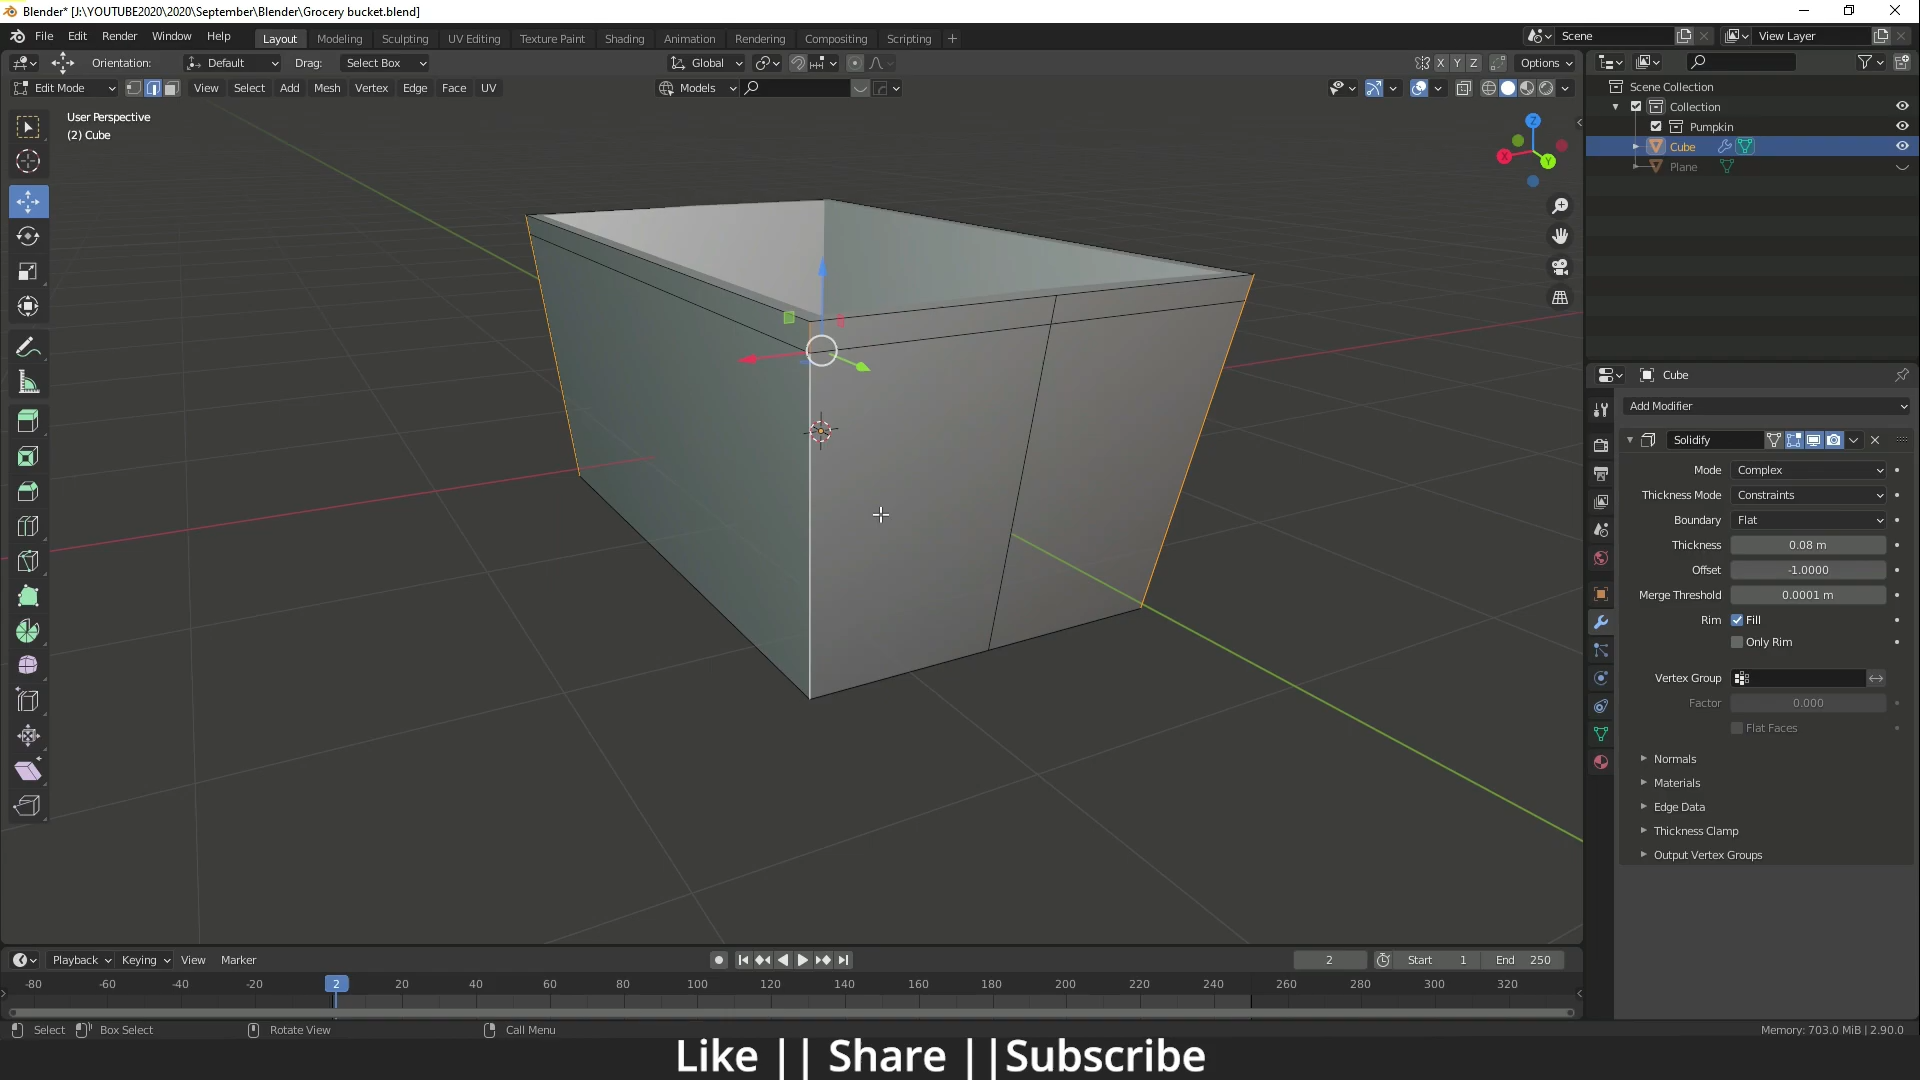 Blender* [J:\YOUTUBE2020\2020\September\Blender\Grocery bucket.blend]
File Edit Render Window Help Layout Modeling Sculpting UV Editing Texture Paint Shading Animation Rendering Compositing Scripting + Scene View Layer
Orientation: Default Drag: Select Box Global X Y Z Options
Edit Mode View Select Add Mesh Vertex Edge Face UV Models
User Perspective
(2) Cube
Z
X
Y
Scene Collection
Collection
Pumpkin
Cube
Plane
Cube
Add Modifier
Solidify
Mode Complex
Thickness Mode Constraints
Boundary Flat
Thickness 0.08 m
Offset -1.0000
Merge Threshold 0.0001 m
Rim Fill
Only Rim
Vertex Group
Factor 0.000
Flat Faces
Normals
Materials
Edge Data
Thickness Clamp
Output Vertex Groups
Playback Keying View Marker 2 Start 1 End 250
-80 -60 -40 -20 2 20 40 60 80 100 120 140 160 180 200 220 240 260 280 300 320
Select Box Select Rotate View Call Menu Memory: 703.0 MiB | 2.90.0
Like || Share ||Subscribe